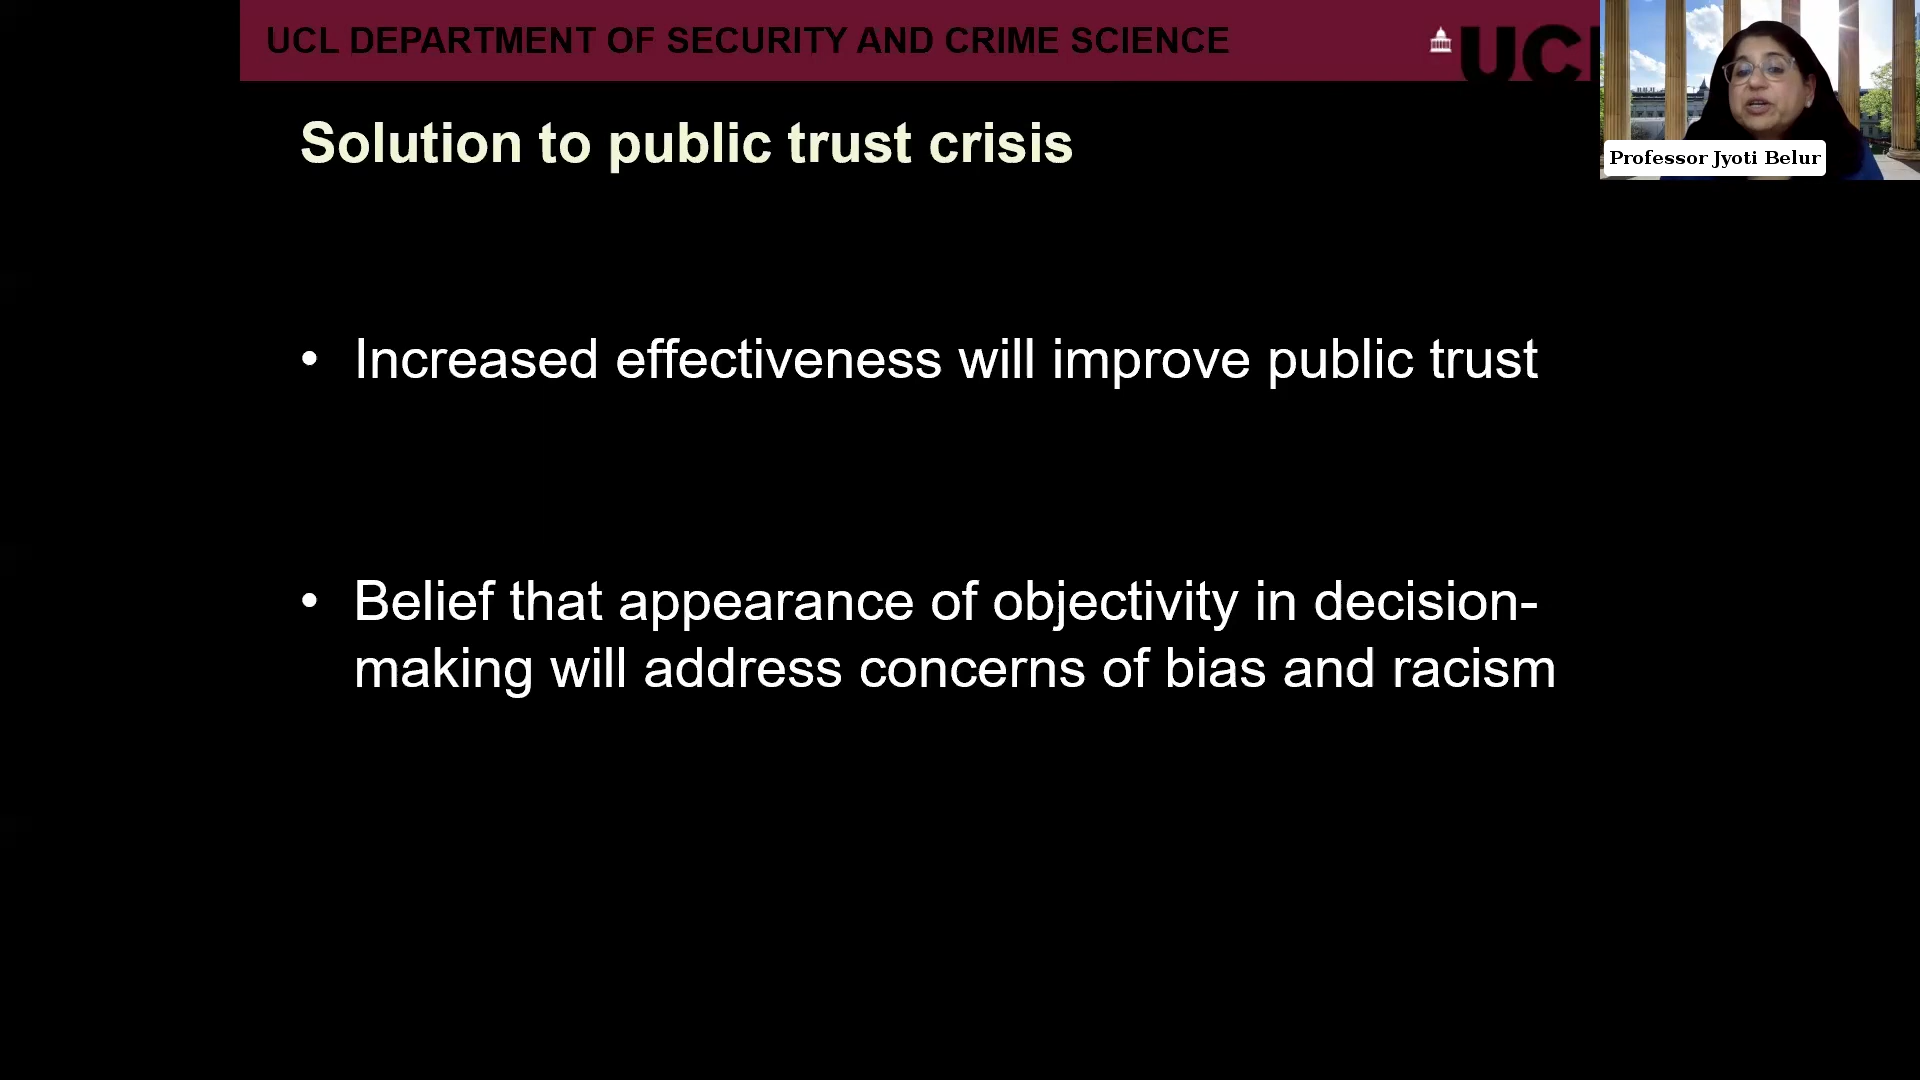 UCL DEPARTMENT OF SECURITY AND CRIME SCIENCE
UCL
Solution to public trust crisis
Professor Jyoti Belur
• Increased effectiveness will improve public trust
• Belief that appearance of objectivity in decision-
making will address concerns of bias and racism